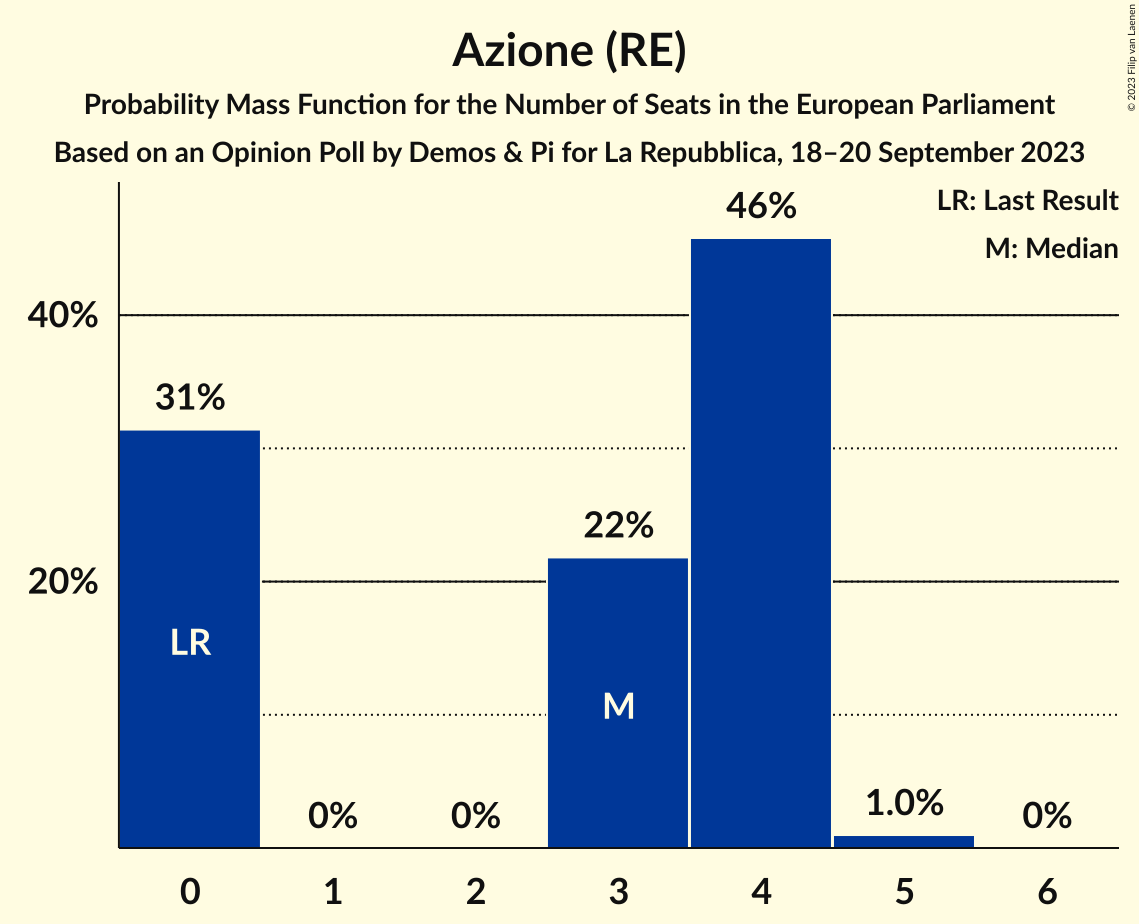 Azione (RE)
Probability Mass Function for the Number of Seats in the European Parliament
Based on an Opinion Poll by Demos & Pi for La Repubblica, 18–20 September 2023
© 2023 Filip van Laenen
LR: Last Result
M: Median
46%
40%
31%
22%
20%
LR
M
0%
0%
1.0%
0%
0 1 2 3 4 5 6